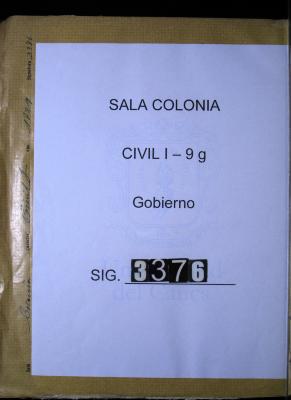 SALA COLONIA
CIVIL I – 9 g
Gobierno
SIG. 3376